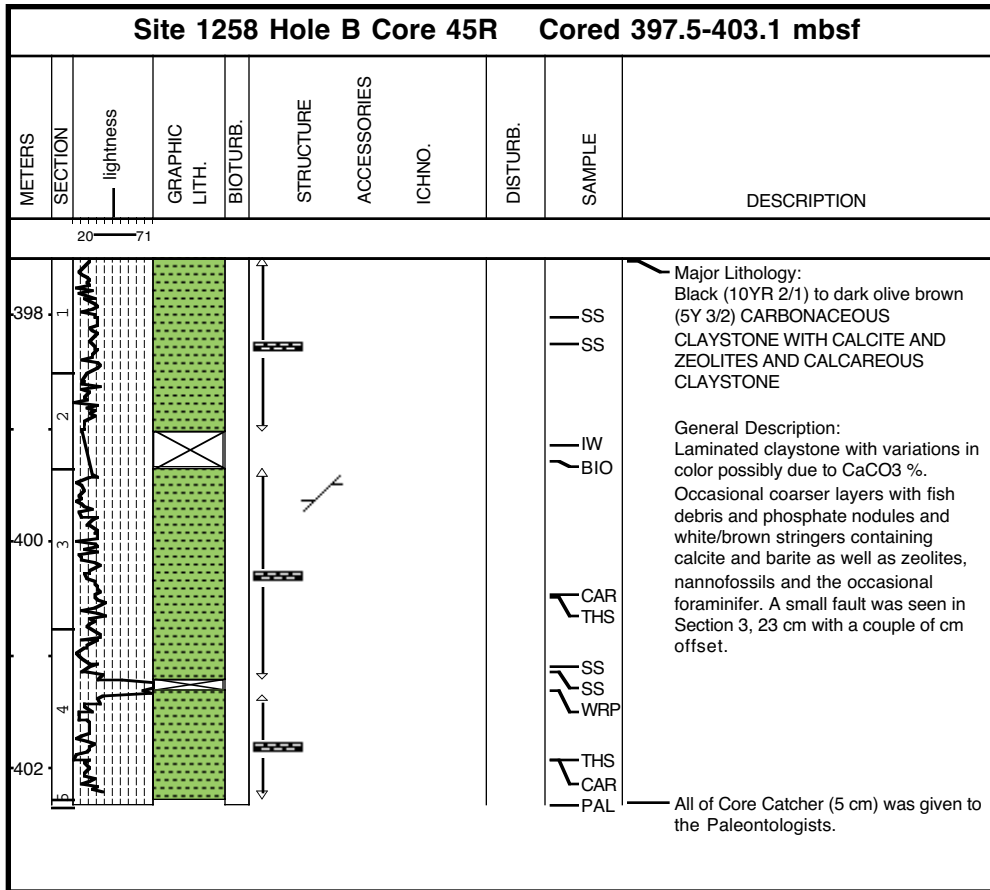 Site 1258 Hole B Core 45R Cored 397.5-403.1 mbsf
METERS
SECTION
lightness
GRAPHIC
LITH.
BIOTURB.
STRUCTURE
ACCESSORIES
ICHNO.
DISTURB.
SAMPLE
DESCRIPTION
20 71
398
400
402
1
2
3
4
5
SS
SS
IW
BIO
CAR
THS
SS
SS
WRP
THS
CAR
PAL
Major Lithology:
Black (10YR 2/1) to dark olive brown
(5Y 3/2) CARBONACEOUS
CLAYSTONE WITH CALCITE AND
ZEOLITES AND CALCAREOUS
CLAYSTONE
General Description:
Laminated claystone with variations in
color possibly due to CaCO3 %.
Occasional coarser layers with fish
debris and phosphate nodules and
white/brown stringers containing
calcite and barite as well as zeolites,
nannofossils and the occasional
foraminifer. A small fault was seen in
Section 3, 23 cm with a couple of cm
offset.
All of Core Catcher (5 cm) was given to
the Paleontologists.